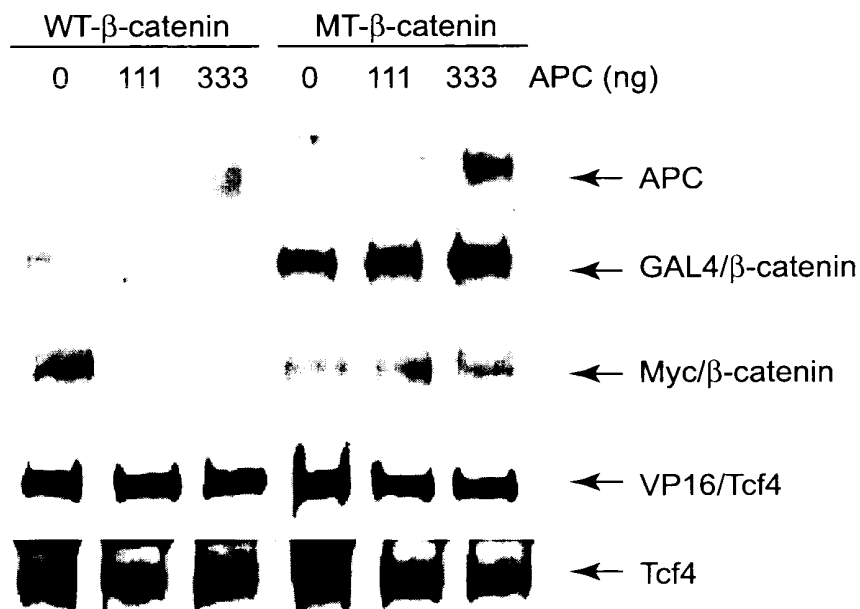 WT-β-catenin MT-β-catenin
0 111 333 0 111 333 APC (ng)
APC
GAL4/β-catenin
Myc/β-catenin
VP16/Tcf4
Tcf4